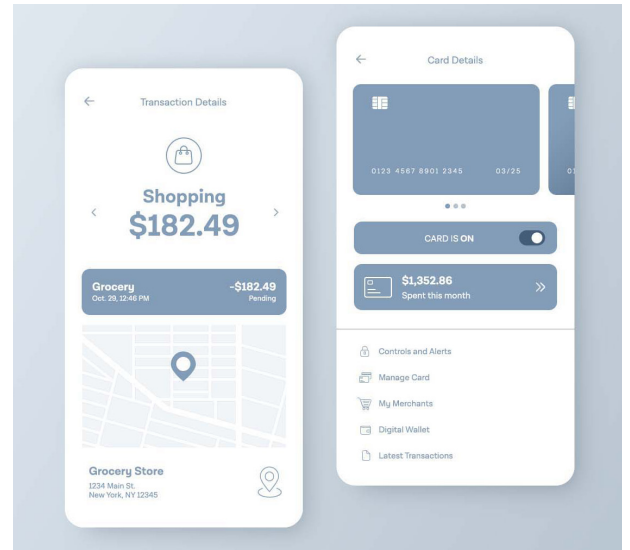 Transaction Details
Shopping
$182.49
Grocery
-$182.49
Oct. 29, 12:46 PM
Pending
Grocery Store
1234 Main St.
New York, NY 12345
Card Details
0123 4567 8901 2345
03/25
01
CARD IS ON
$1,352.86
Spent this month
Controls and Alerts
Manage Card
My Merchants
Digital Wallet
Latest Transactions